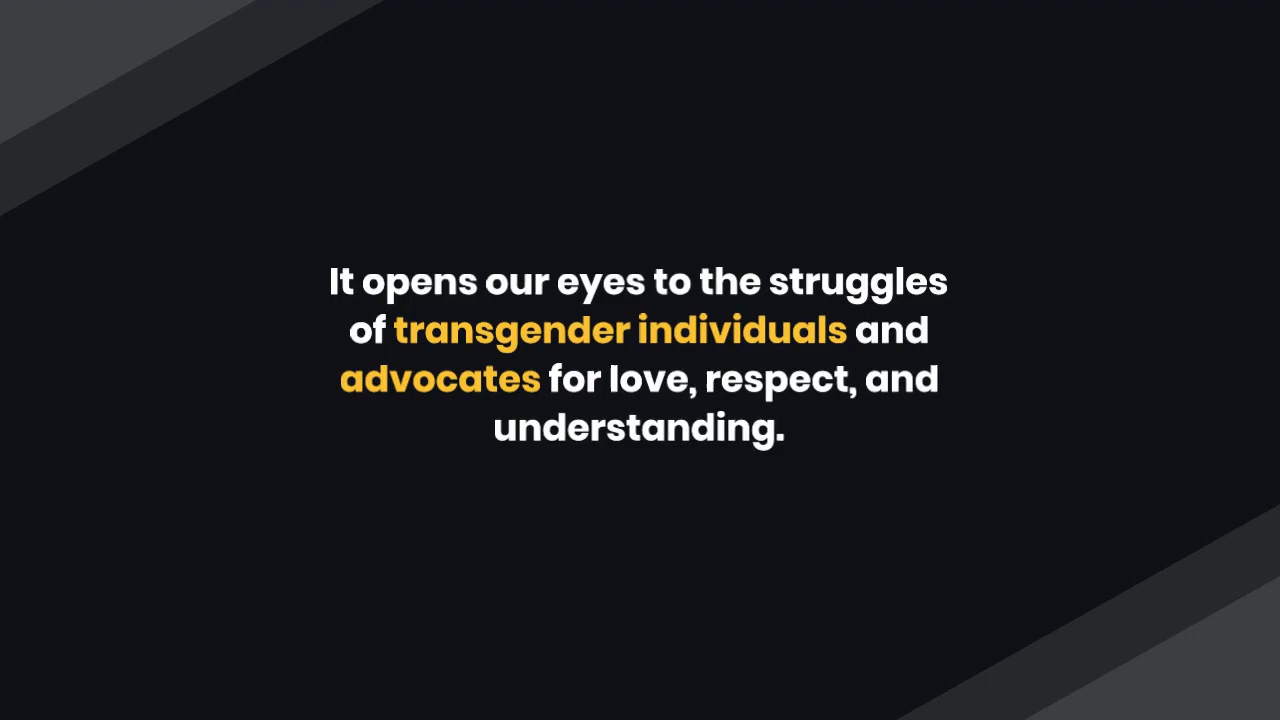 It opens our eyes to the struggles
of transgender individuals and
advocates for love, respect, and
understanding.